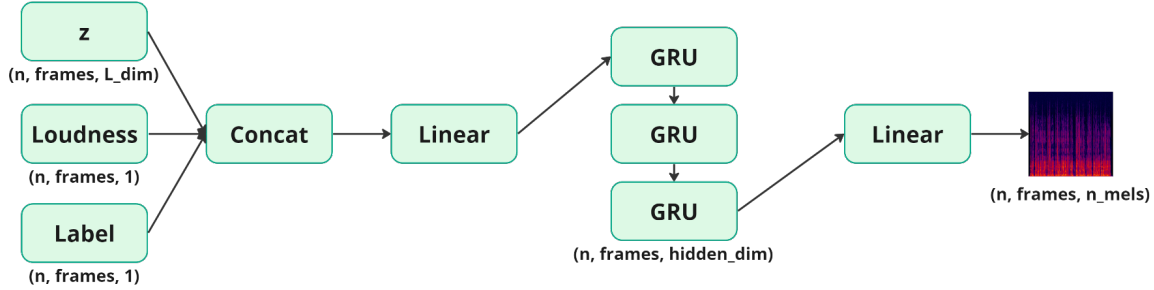 z
(n, frames, L_dim)
Loudness
(n, frames, 1)
Label
(n, frames, 1)
Concat
Linear
GRU
GRU
GRU
(n, frames, hidden_dim)
Linear
(n, frames, n_mels)